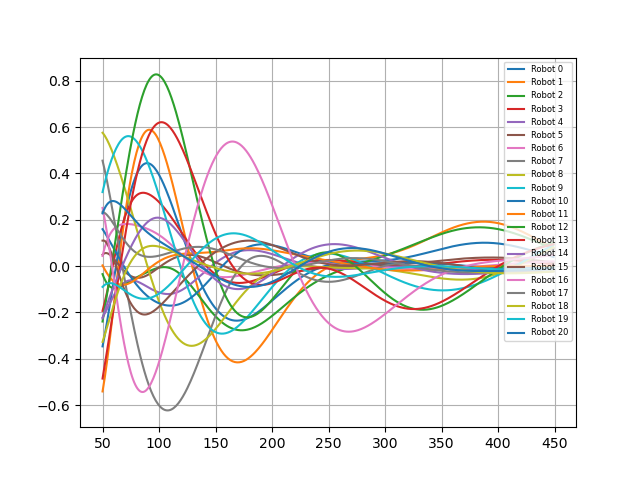 0.8
0.6
0.4
0.2
0.0
−0.2
−0.4
−0.6
50 100 150 200 250 300 350 400 450
Robot 0
Robot 1
Robot 2
Robot 3
Robot 4
Robot 5
Robot 6
Robot 7
Robot 8
Robot 9
Robot 10
Robot 11
Robot 12
Robot 13
Robot 14
Robot 15
Robot 16
Robot 17
Robot 18
Robot 19
Robot 20